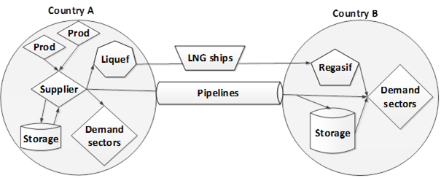 Country A
Country B
Prod
Prod
Liquef
LNG ships
Regasif
Supplier
Pipelines
Demand
sectors
Storage
Demand
sectors
Storage